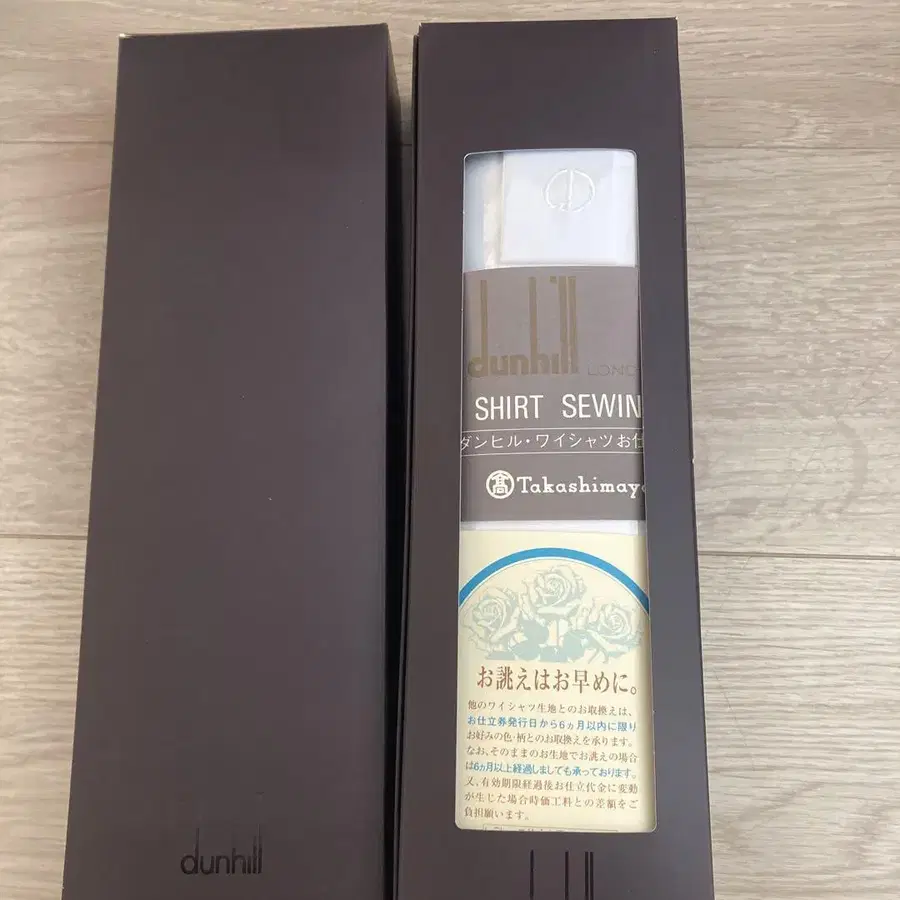 dunhill
dunhill LOND
SHIRT SEWIN
ダンヒル・ワイシャツお仕
髙 Takashimaya
お誂えはお早めに。
他のワイシャツ生地とのお取換えは、
お仕立券発行日から6ヵ月以内に限り
お好みの色・柄とのお取換えを承ります。
なお、そのままのお生地でお誂えの場合
は6ヵ月以上経過しましても承っております。
又、有効期限経過後お仕立代金に変動
が生じた場合時価工料との差額をご
負担願います。